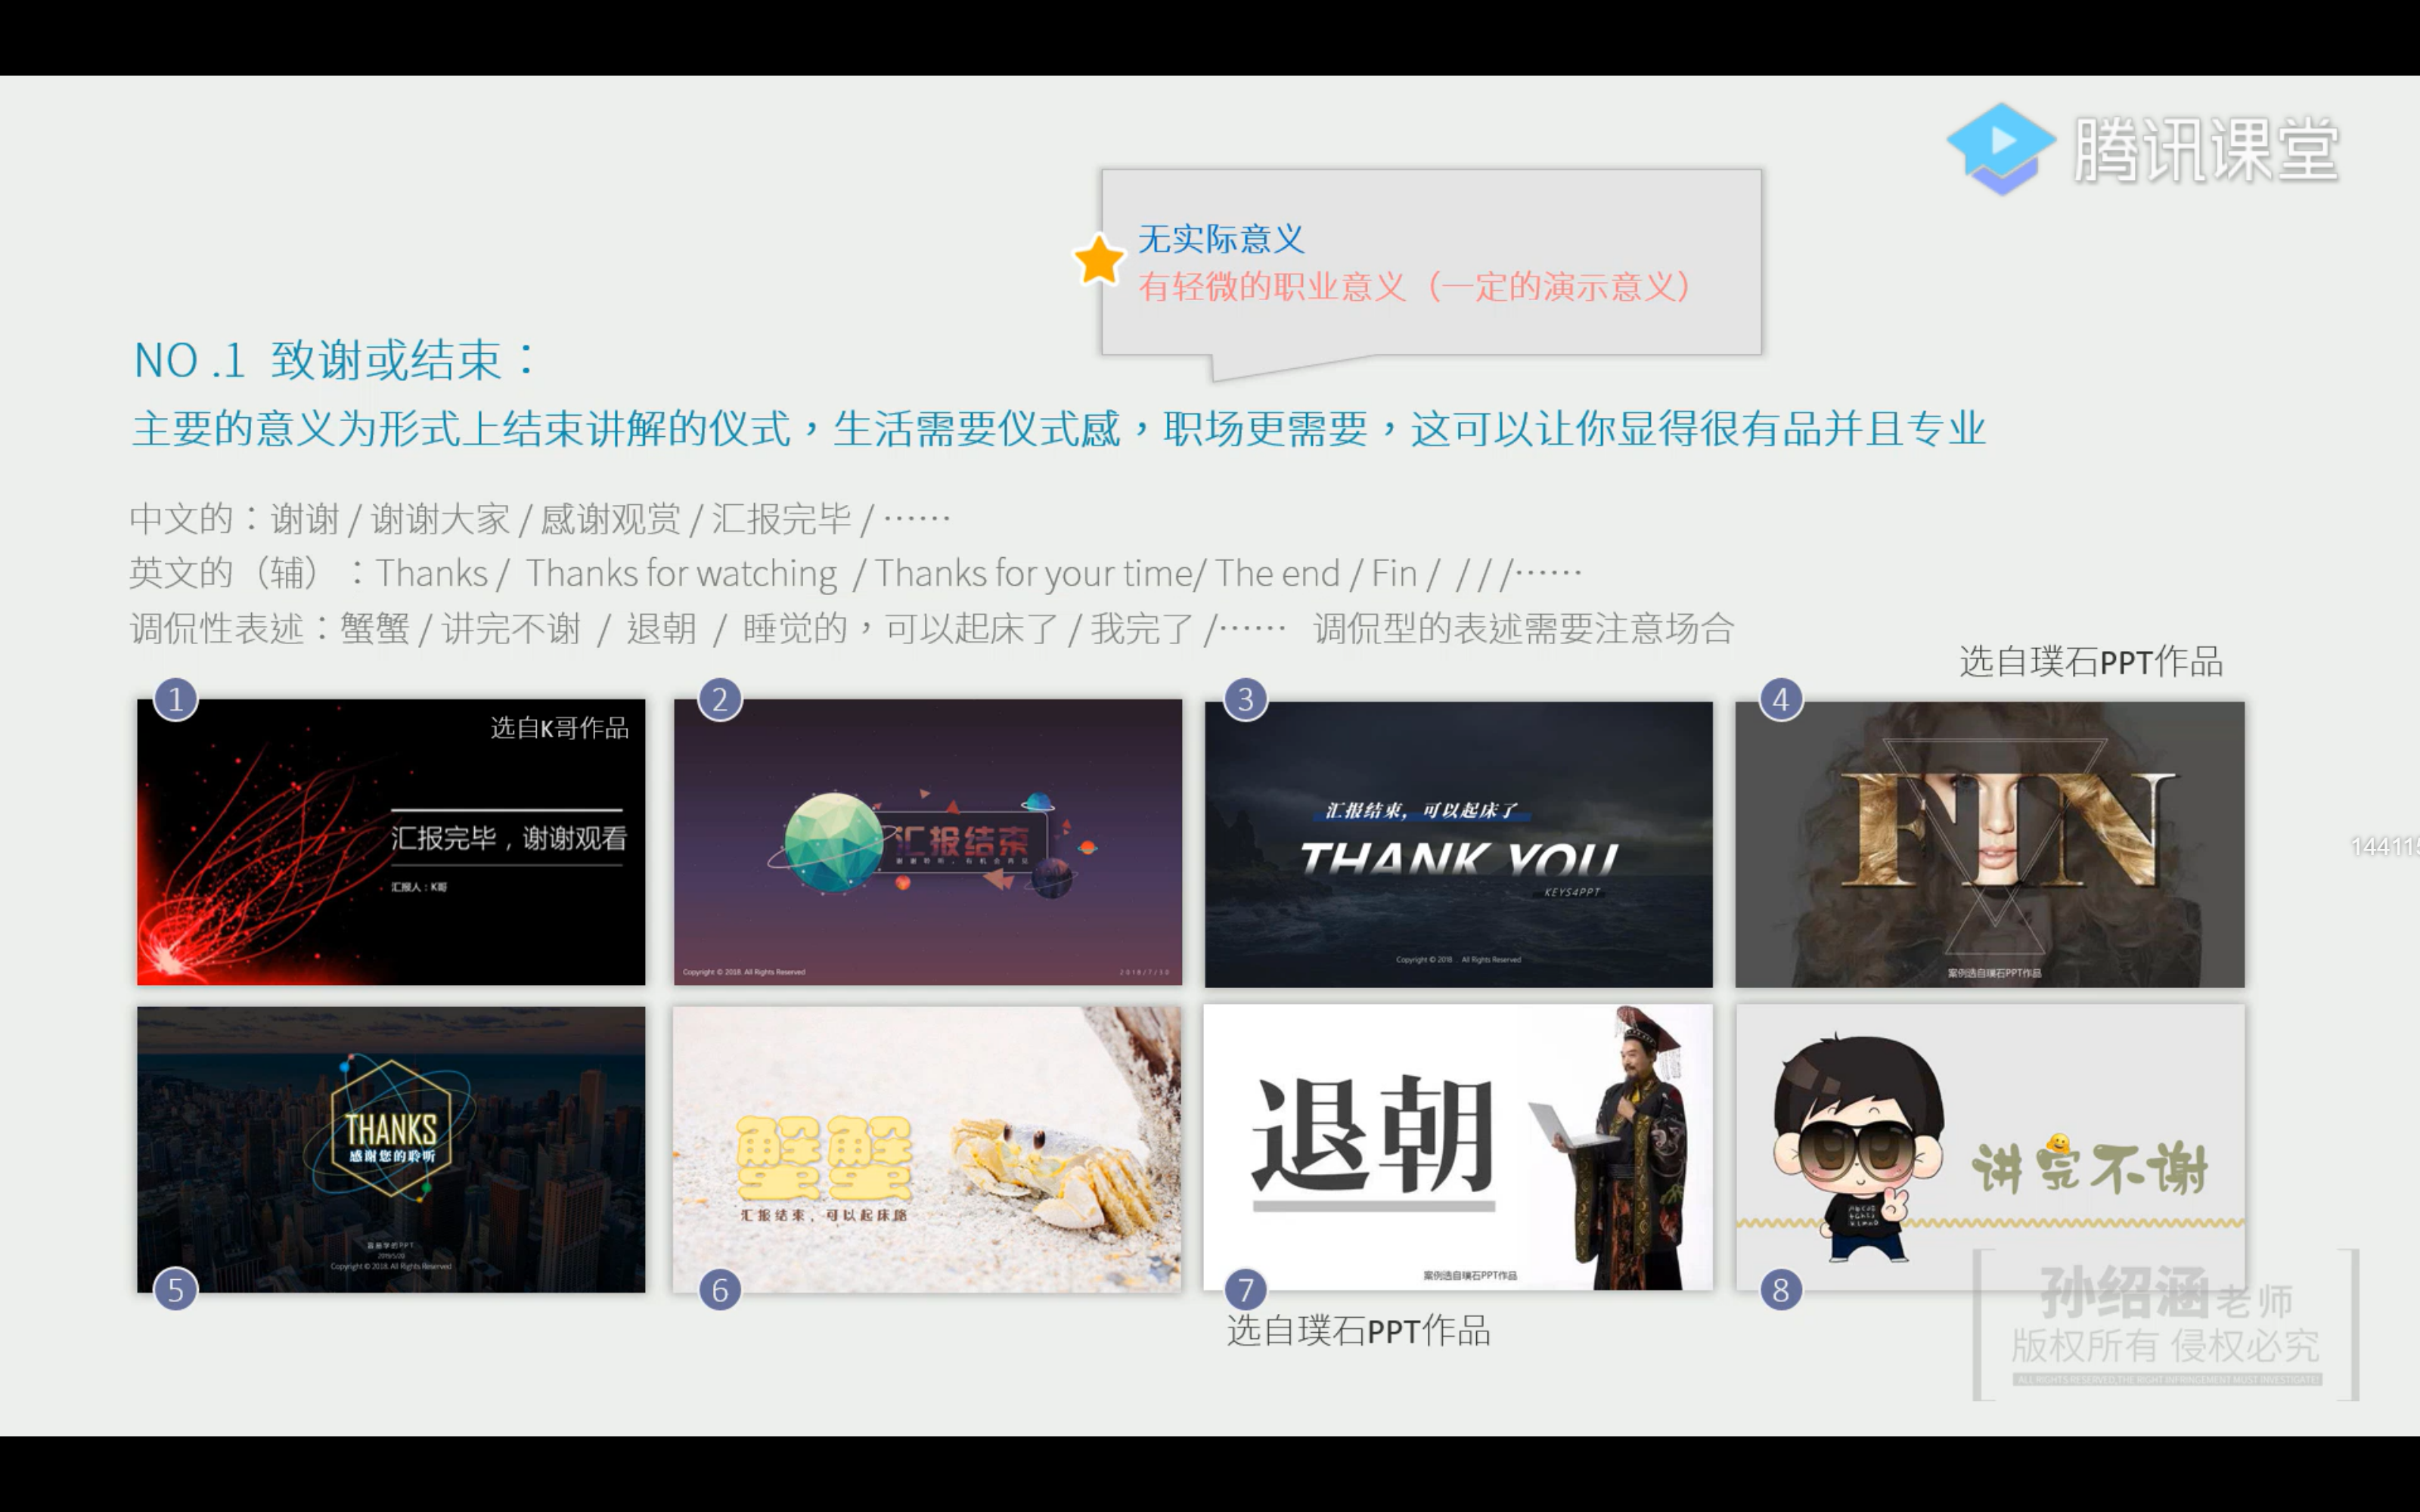 腾讯课堂
无实际意义
有轻微的职业意义（一定的演示意义）
NO .1 致谢或结束：
主要的意义为形式上结束讲解的仪式，生活需要仪式感，职场更需要，这可以让你显得很有品并且专业
中文的：谢谢 / 谢谢大家 / 感谢观赏 / 汇报完毕 / ……
英文的（辅）：Thanks / Thanks for watching / Thanks for your time/ The end / Fin / / / /……
调侃性表述：蟹蟹 / 讲完不谢 / 退朝 / 睡觉的，可以起床了 / 我完了 /…… 调侃型的表述需要注意场合
选自璞石PPT作品
1
选自K哥作品
汇报完毕，谢谢观看
汇报人：K哥
2
汇报结束
谢谢聆听，有机会再见
Copyright © 2018. All Rights Reserved
2018/7/30
3
汇报结束，可以起床了
THANK YOU
KEYS4PPT
Copyright © 2018 . All Rights Reserved
4
FIN
案例选自璞石PPT作品
144115
5
THANKS
感谢您的聆听
Copyright © 2018. All Rights Reserved
6
蟹蟹
汇报结束，可以起床咯
7
退朝
案例选自璞石PPT作品
选自璞石PPT作品
8
讲完不谢
孙绍涵老师
版权所有 侵权必究
ALL RIGHTS RESERVED,THE RIGHT INFRINGEMENT MUST INVESTIGATE!